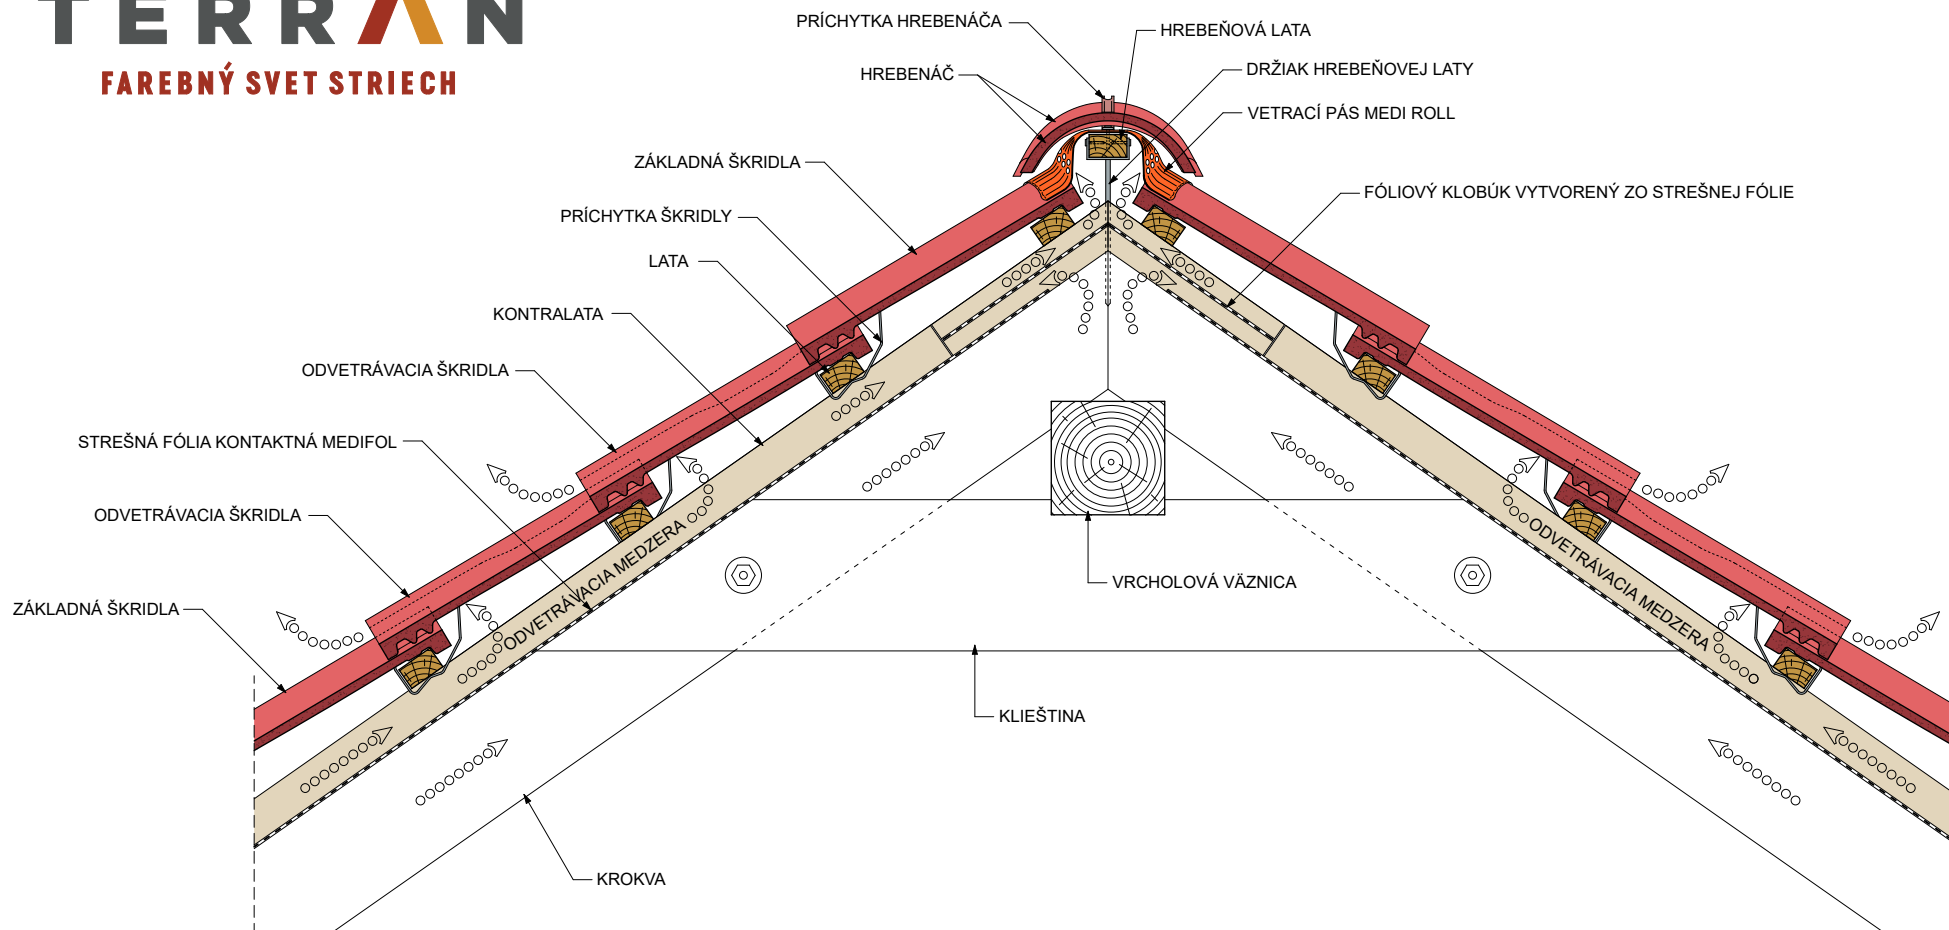 TERRAN
FAREBNÝ SVET STRIECH
PRÍCHYTKA HREBENÁČA
HREBEŇOVÁ LATA
HREBENÁČ
DRŽIAK HREBEŇOVEJ LATY
VETRACÍ PÁS MEDI ROLL
ZÁKLADNÁ ŠKRIDLA
FÓLIOVÝ KLOBÚK VYTVORENÝ ZO STREŠNEJ FÓLIE
PRÍCHYTKA ŠKRIDLY
LATA
KONTRALATA
ODVETRÁVACIA ŠKRIDLA
STREŠNÁ FÓLIA KONTAKTNÁ MEDIFOL
ODVETRÁVACIA ŠKRIDLA
ODVETRÁVACIA MEDZERA
ODVETRÁVACIA MEDZERA
VRCHOLOVÁ VÄZNICA
ZÁKLADNÁ ŠKRIDLA
KLIEŠTINA
KROKVA